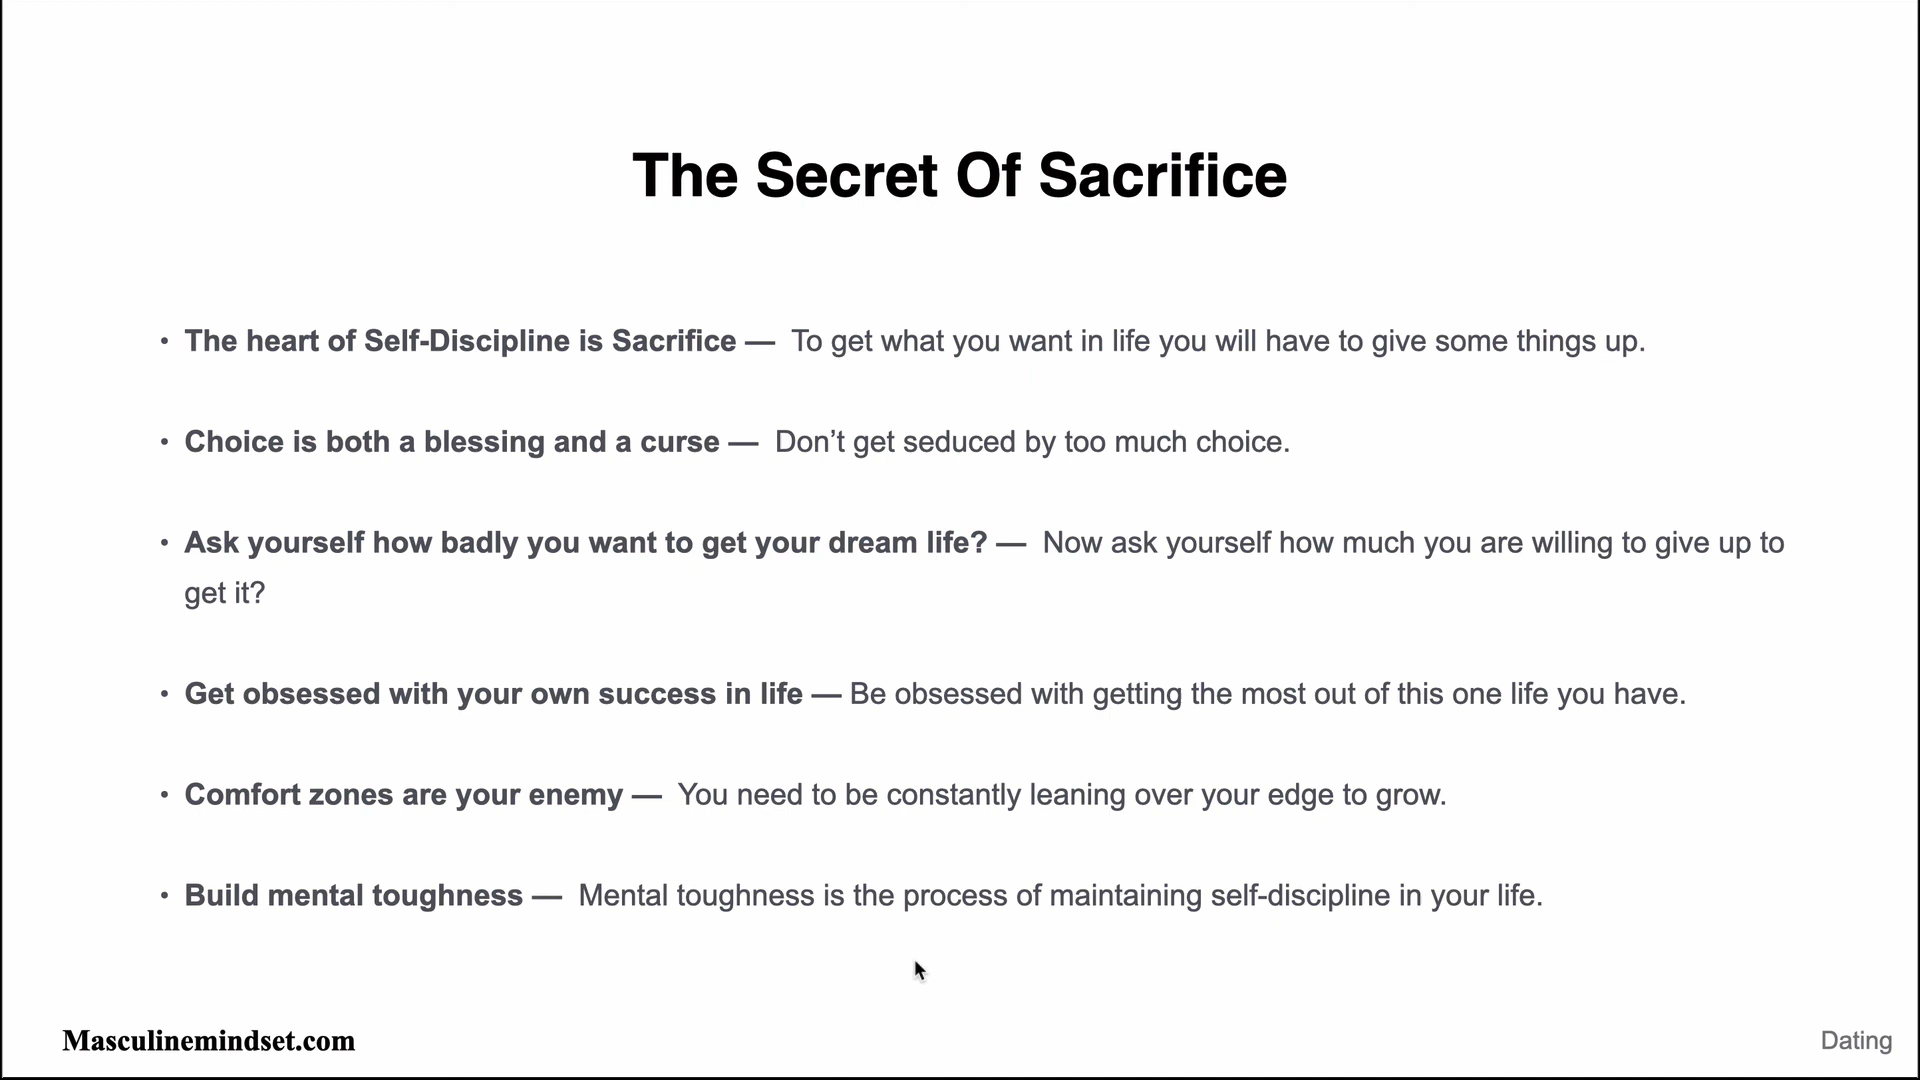 The Secret Of Sacrifice
• The heart of Self-Discipline is Sacrifice — To get what you want in life you will have to give some things up.
• Choice is both a blessing and a curse — Don’t get seduced by too much choice.
• Ask yourself how badly you want to get your dream life? — Now ask yourself how much you are willing to give up to
get it?
• Get obsessed with your own success in life — Be obsessed with getting the most out of this one life you have.
• Comfort zones are your enemy — You need to be constantly leaning over your edge to grow.
• Build mental toughness — Mental toughness is the process of maintaining self-discipline in your life.
Masculinemindset.com
Dating